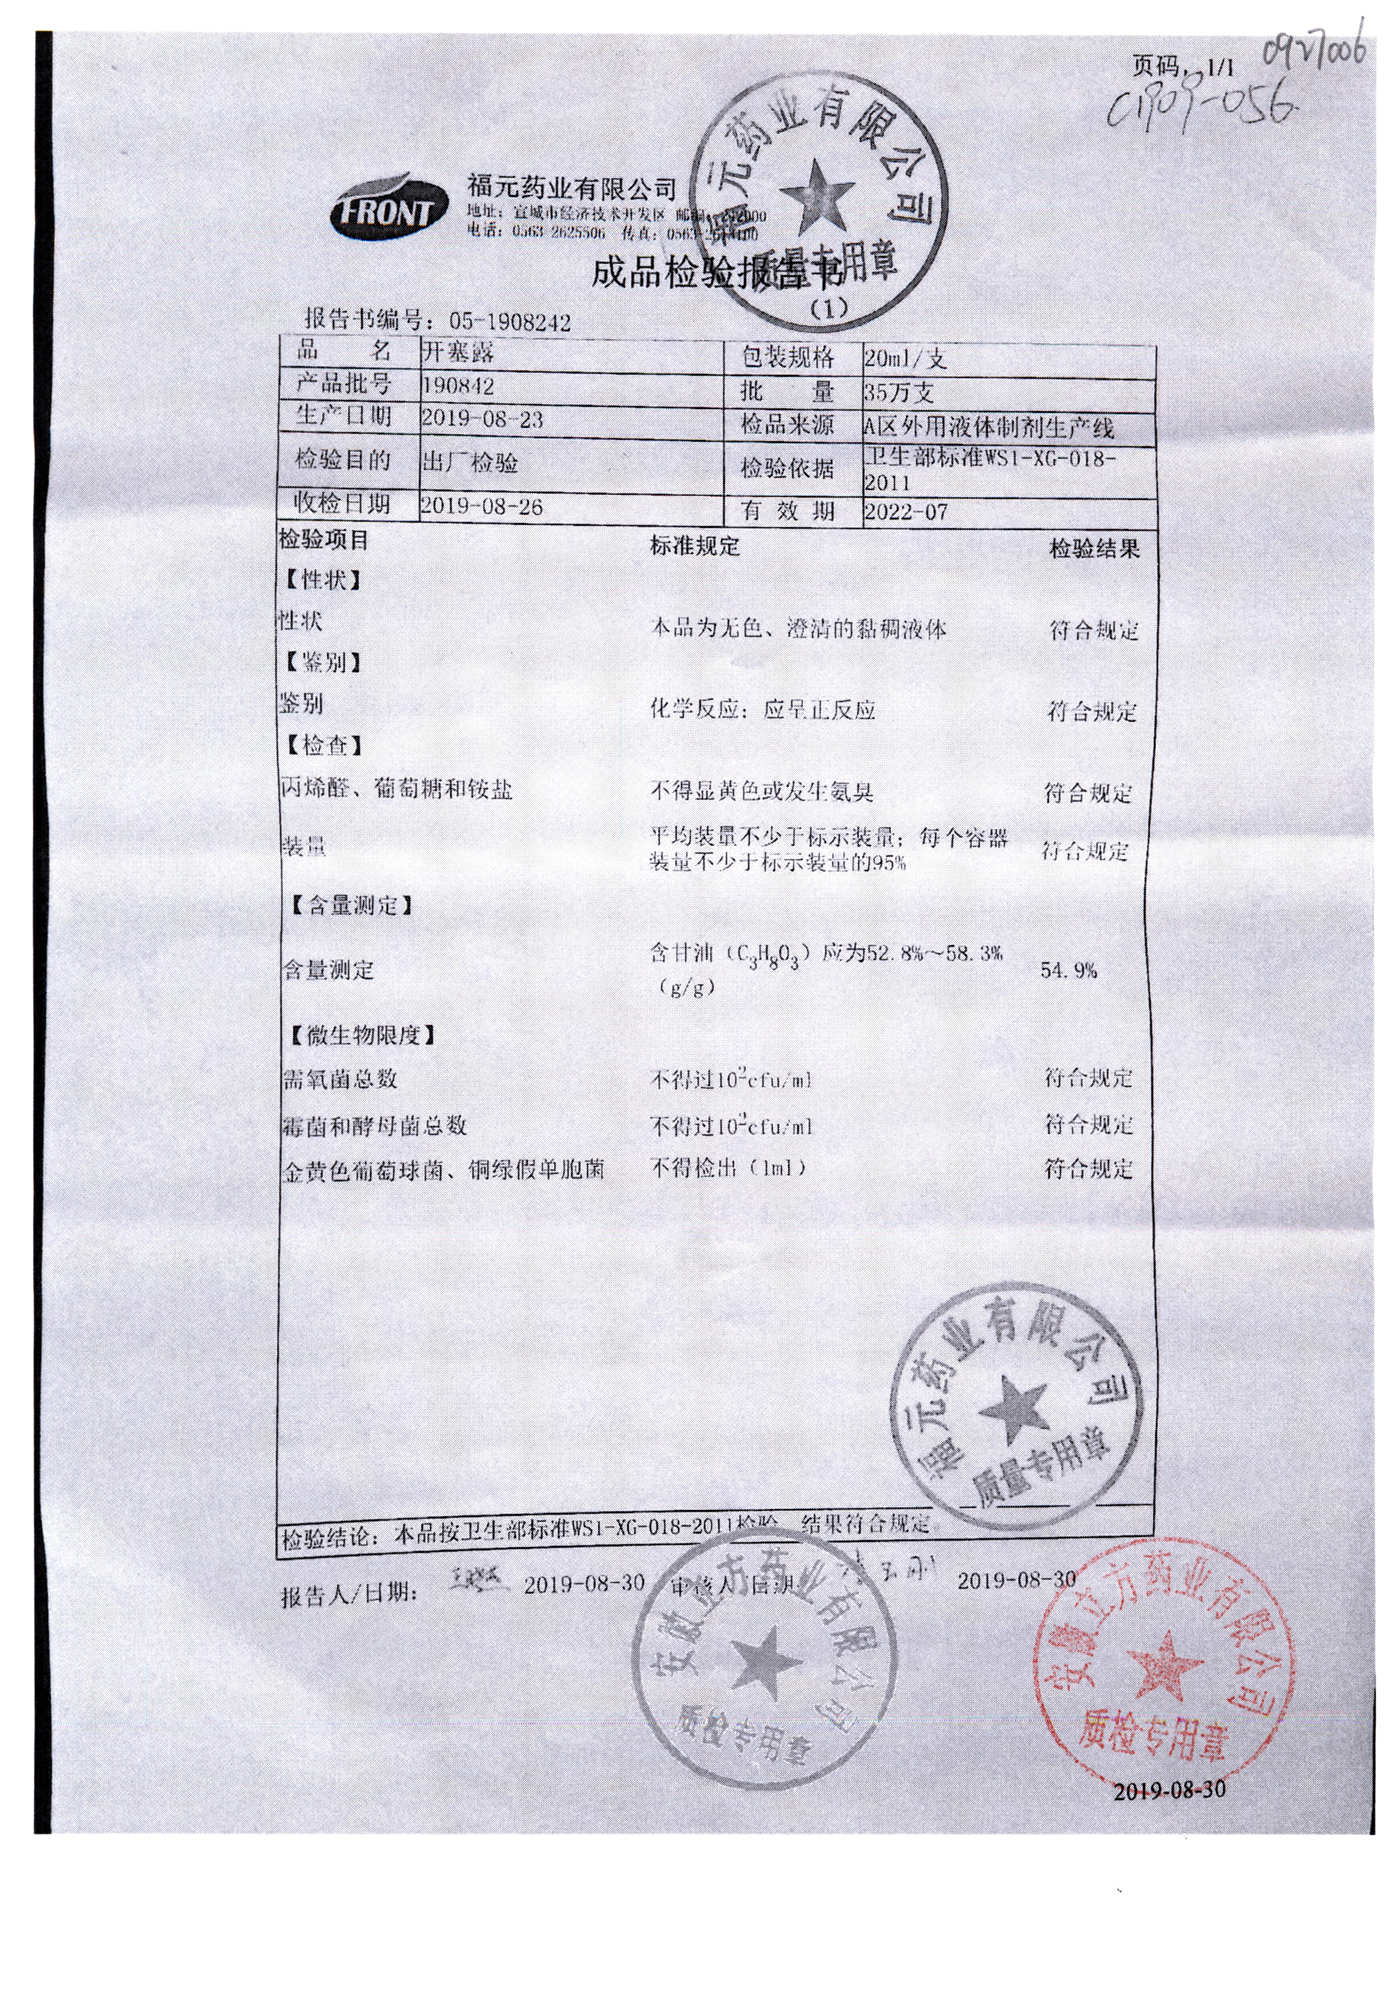 0927006
页码, 1/1
C1909-056
FRONT
福元药业有限公司
地址: 宣城市经济技术开发区 邮编:
电话: 0563 2625506 传真:
成品检验报告书
福元药业有限公司
质量专用章
(1)
报告书编号: 05-1908242
品 名 开塞露 包装规格 20ml/支
产品批号 190842 批 量 35万支
生产日期 2019-08-23 检品来源 A区外用液体制剂生产线
检验目的 出厂检验 检验依据 卫生部标准WS1-XG-018-
2011
收检日期 2019-08-26 有 效 期 2022-07
检验项目 标准规定 检验结果
【性状】
性状 本品为无色、澄清的黏稠液体 符合规定
【鉴别】
鉴别 化学反应; 应呈正反应 符合规定
【检查】
丙烯醛、葡萄糖和铵盐 不得显黄色或发生氨臭 符合规定
装量 平均装量不少于标示装量; 每个容器 符合规定
装量不少于标示装量的95%
【含量测定】
含量测定 含甘油 (C₃H₈O₃) 应为52.8%~58.3% 54.9%
(g/g)
【微生物限度】
需氧菌总数 不得过10²cfu/ml 符合规定
霉菌和酵母菌总数 不得过10²cfu/ml 符合规定
金黄色葡萄球菌、铜绿假单胞菌 不得检出 (1ml) 符合规定
福元药业有限公司
质量专用章
检验结论: 本品按卫生部标准WS1-XG-018-2011检验, 结果符合规定。
报告人/日期: 2019-08-30 审核人/日期 2019-08-30
安徽立方药业有限公司
质检专用章
安徽立方药业有限公司
质检专用章
2019-08-30